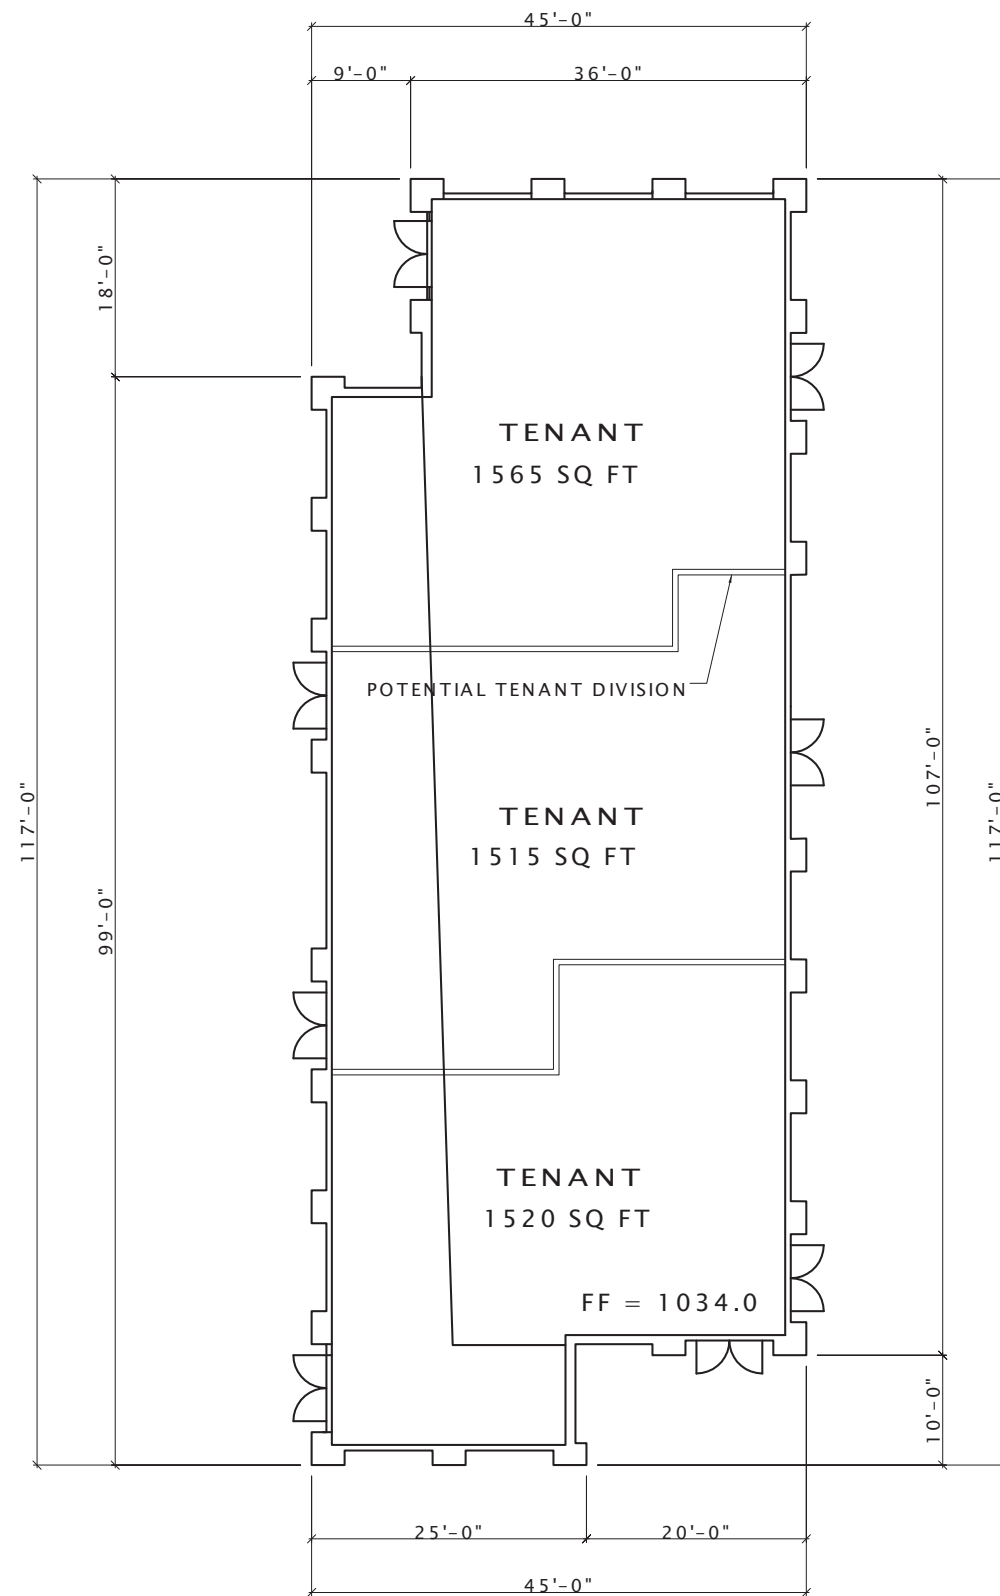 45'-0"
9'-0"
36'-0"
18'-0"
TENANT
1565 SQ FT
POTENTIAL TENANT DIVISION
117'-0"
107'-0"
117'-0"
TENANT
1515 SQ FT
99'-0"
TENANT
1520 SQ FT
FF = 1034.0
10'-0"
25'-0"
20'-0"
45'-0"